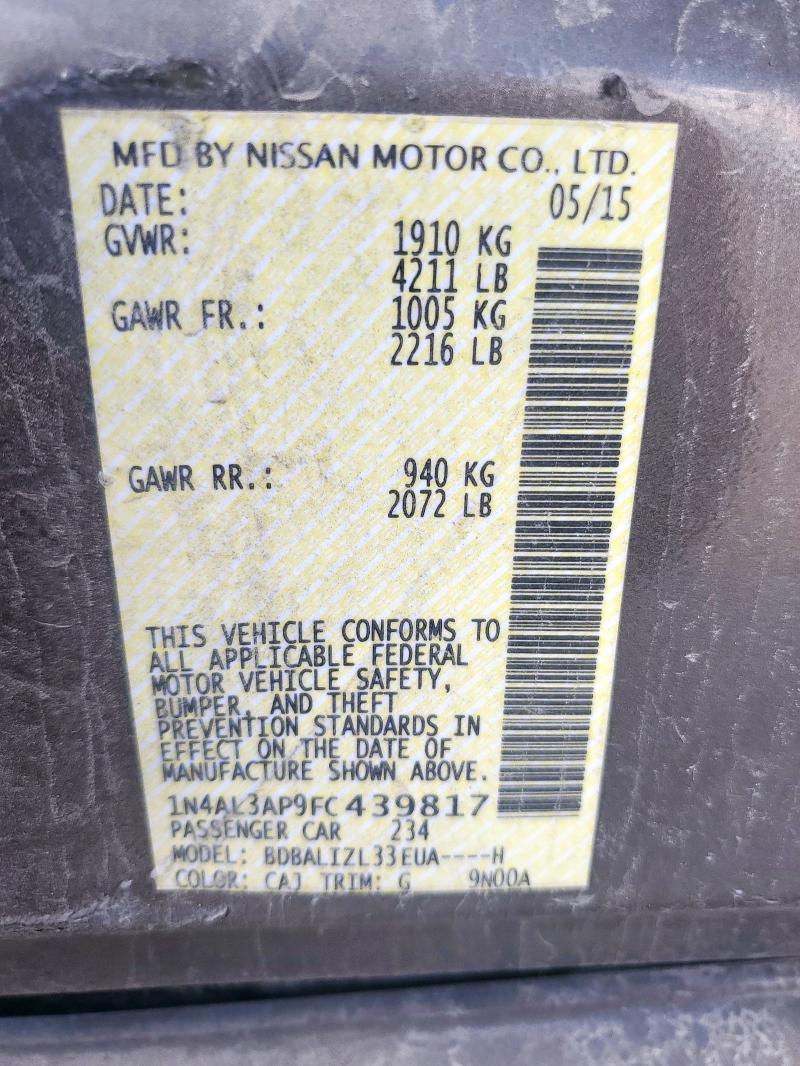 MFD BY NISSAN MOTOR CO., LTD.
DATE: 05/15
GVWR: 1910 KG
4211 LB
GAWR FR.: 1005 KG
2216 LB
GAWR RR.: 940 KG
2072 LB
THIS VEHICLE CONFORMS TO
ALL APPLICABLE FEDERAL
MOTOR VEHICLE SAFETY,
BUMPER, AND THEFT
PREVENTION STANDARDS IN
EFFECT ON THE DATE OF
MANUFACTURE SHOWN ABOVE.
1N4AL3AP9FC439817
PASSENGER CAR 234
MODEL: BDBALIZL33EUA----H
COLOR: CAJ TRIM: G 9N00A